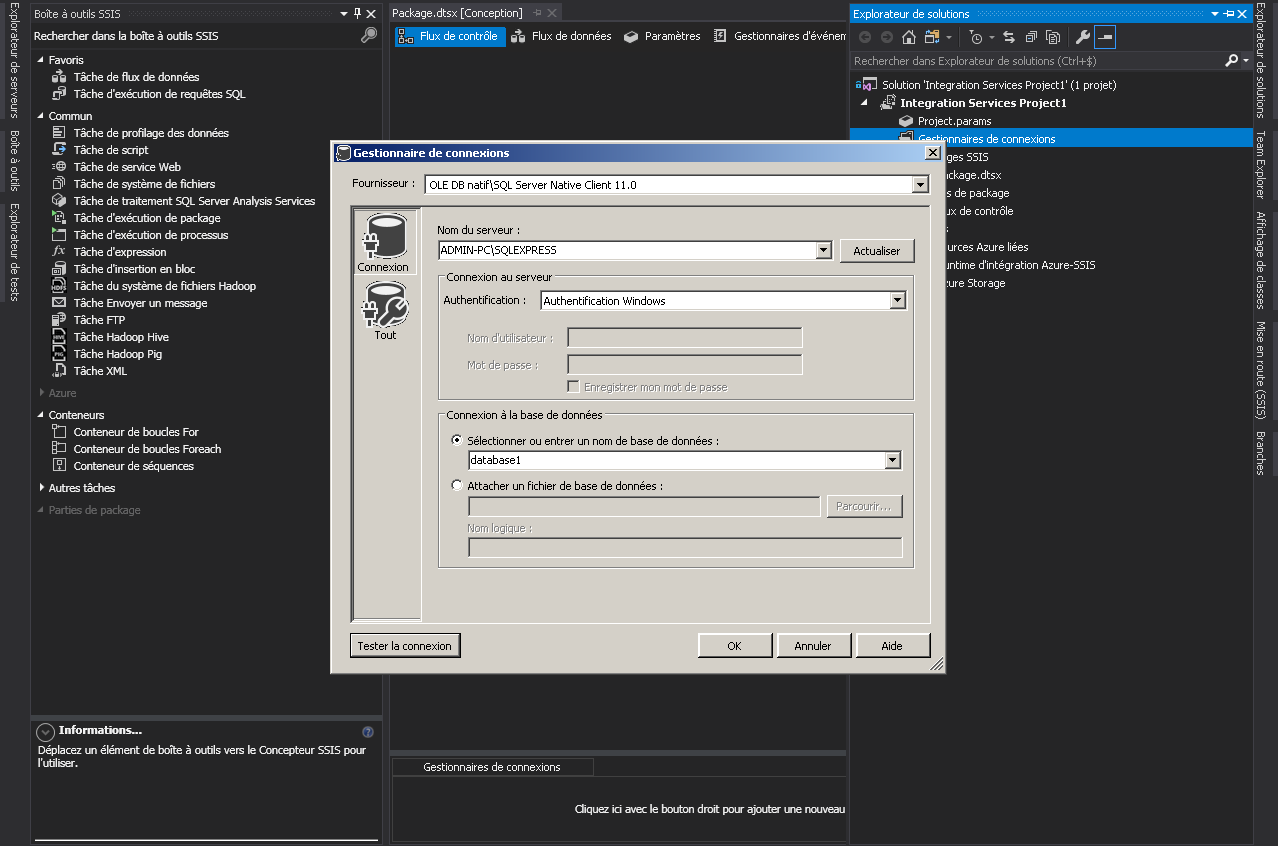 Explorateur de serveurs
Boîte à outils
Explorateur de tests
Boîte à outils SSIS
Rechercher dans la boîte à outils SSIS
Favoris
Tâche de flux de données
Tâche d'exécution de requêtes SQL
Commun
Tâche de profilage des données
Tâche de script
Tâche de service Web
Tâche de système de fichiers
Tâche de traitement SQL Server Analysis Services
Tâche d'exécution de package
Tâche d'exécution de processus
Tâche d'expression
Tâche d'insertion en bloc
Tâche du système de fichiers Hadoop
Tâche Envoyer un message
Tâche FTP
Tâche Hadoop Hive
Tâche Hadoop Pig
Tâche XML
Azure
Conteneurs
Conteneur de boucles For
Conteneur de boucles Foreach
Conteneur de séquences
Autres tâches
Parties de package
Informations...
Déplacez un élément de boîte à outils vers le Concepteur SSIS pour
l'utiliser.
Package.dtsx [Conception]
Flux de contrôle
Flux de données
Paramètres
Gestionnaires d'événem
Gestionnaire de connexions
Fournisseur :
OLE DB natif\SQL Server Native Client 11.0
Connexion
Tout
Nom du serveur :
ADMIN-PC\SQLEXPRESS
Actualiser
Connexion au serveur
Authentification :
Authentification Windows
Nom d'utilisateur :
Mot de passe :
Enregistrer mon mot de passe
Connexion à la base de données
Sélectionner ou entrer un nom de base de données :
database1
Attacher un fichier de base de données :
Parcourir...
Nom logique :
Tester la connexion
OK
Annuler
Aide
Gestionnaires de connexions
Cliquez ici avec le bouton droit pour ajouter une nouveau
Explorateur de solutions
Rechercher dans Explorateur de solutions (Ctrl+$)
Solution 'Integration Services Project1' (1 projet)
Integration Services Project1
Project.params
Gestionnaires de connexions
ges SSIS
ackage.dtsx
s de package
ux de contrôle
s
urces Azure liées
untime d'intégration Azure-SSIS
zure Storage
Explorateur de solutions
Team Explorer
Affichage de classes
Mise en route (SSIS)
Branches